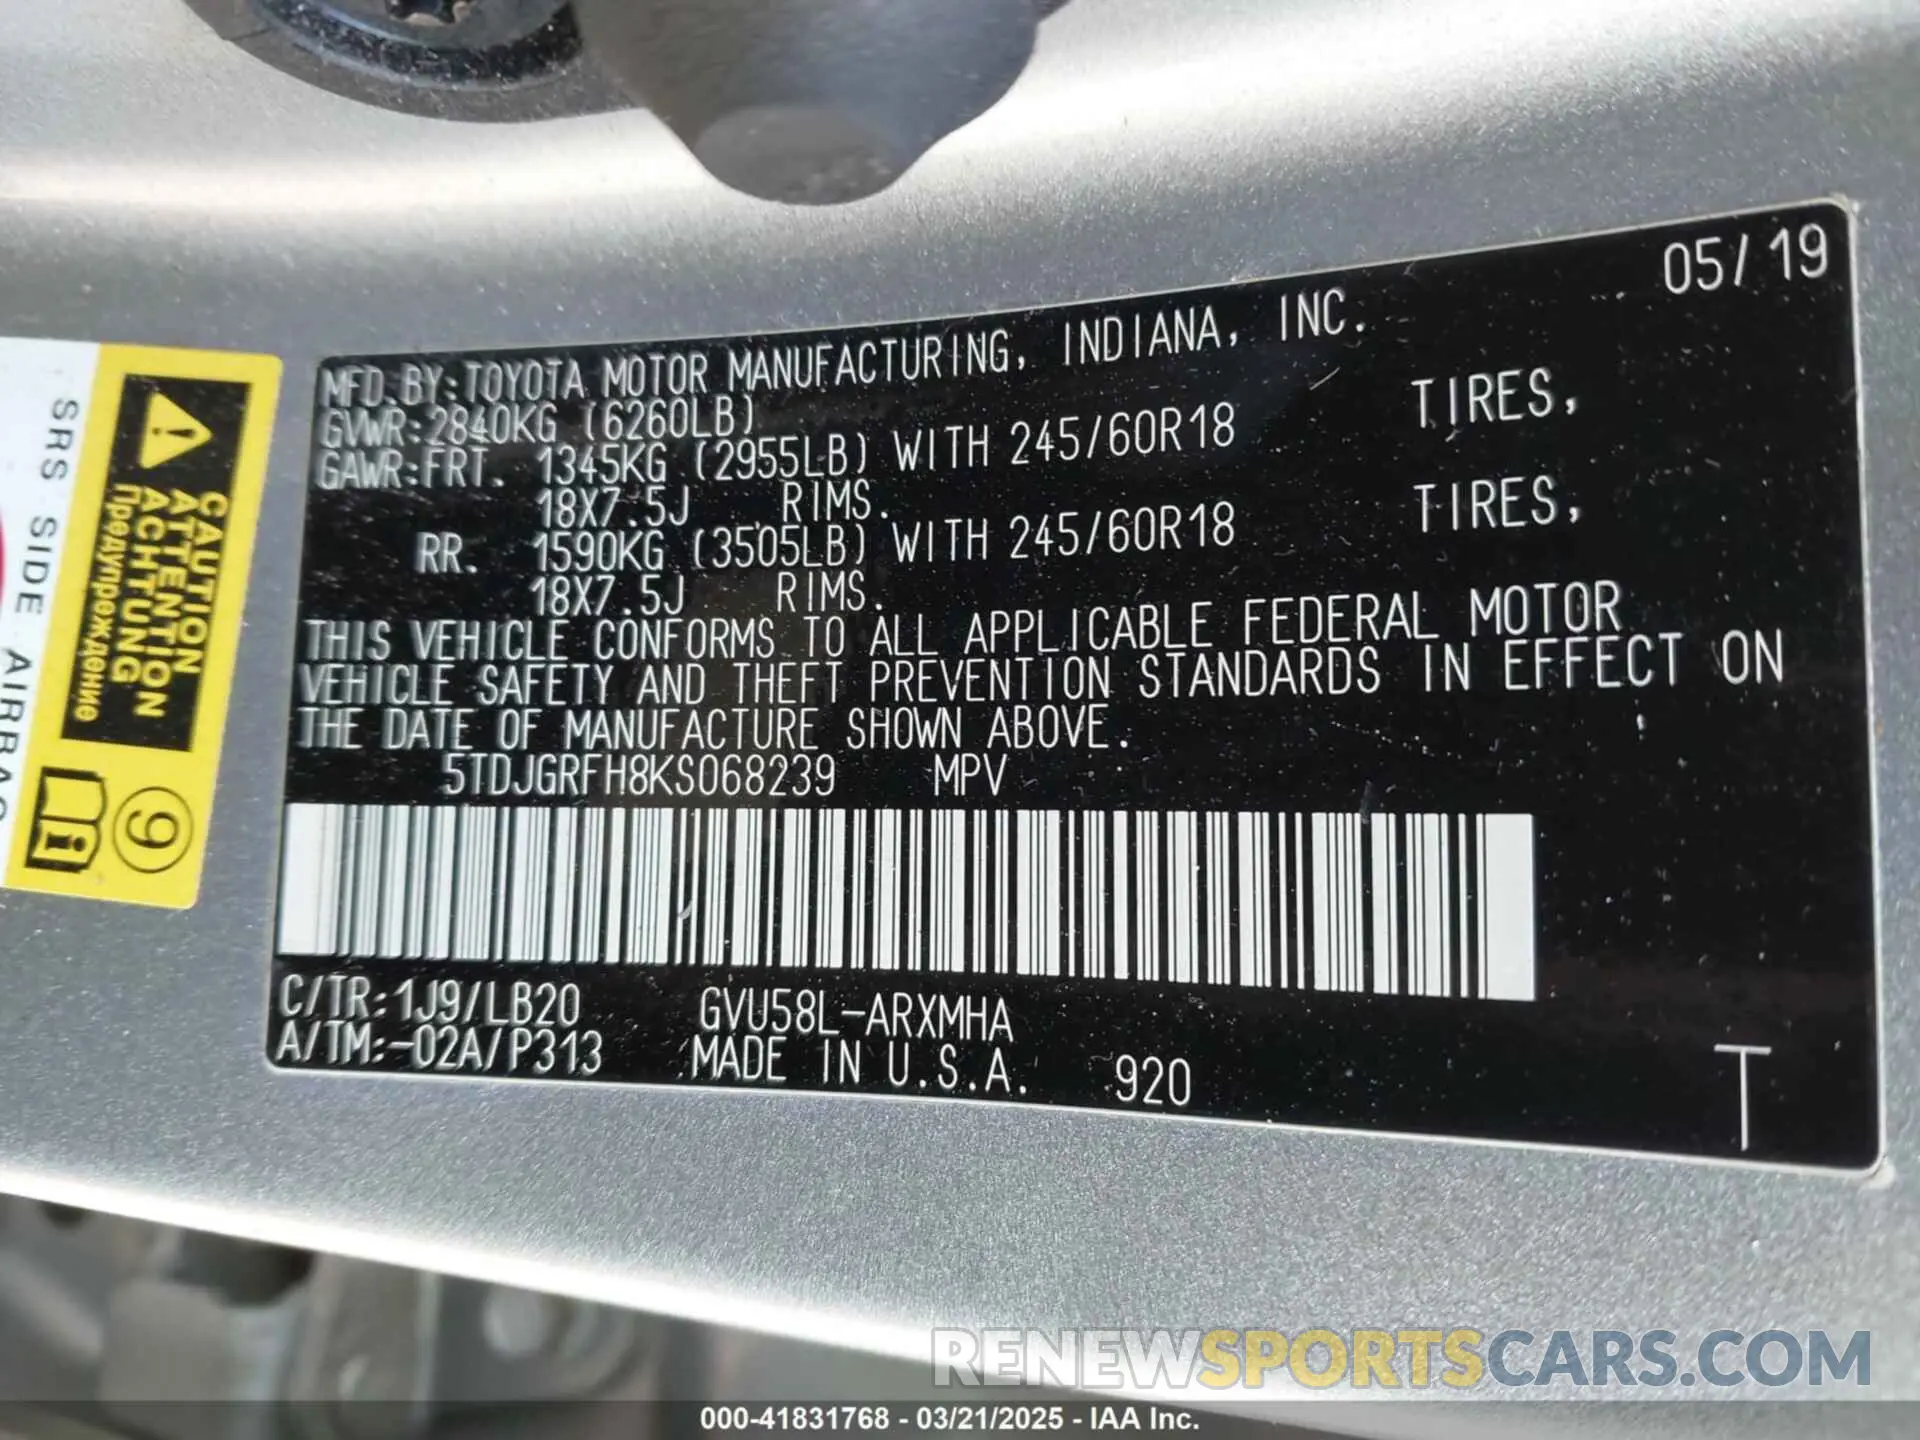 05/19
MFD.BY:TOYOTA MOTOR MANUFACTURING, INDIANA, INC.
GVWR:2840KG (6260LB)
GAWR:FRT. 1345KG (2955LB) WITH 245/60R18 TIRES,
18X7.5J RIMS.
RR. 1590KG (3505LB) WITH 245/60R18 TIRES,
18X7.5J RIMS.
THIS VEHICLE CONFORMS TO ALL APPLICABLE FEDERAL MOTOR
VEHICLE SAFETY AND THEFT PREVENTION STANDARDS IN EFFECT ON
THE DATE OF MANUFACTURE SHOWN ABOVE.
5TDJGRFH8KS068239 MPV
C/TR:1J9/LB20 GVU58L-ARXMHA
A/TM:-02A/P313 MADE IN U.S.A. 920
T
CAUTION
ATTENTION
ACHTUNG
Предупреждение
9
SRS SIDE AIRBAG
RENEWSPORTSCARS.COM
000-41831768 - 03/21/2025 - IAA Inc.